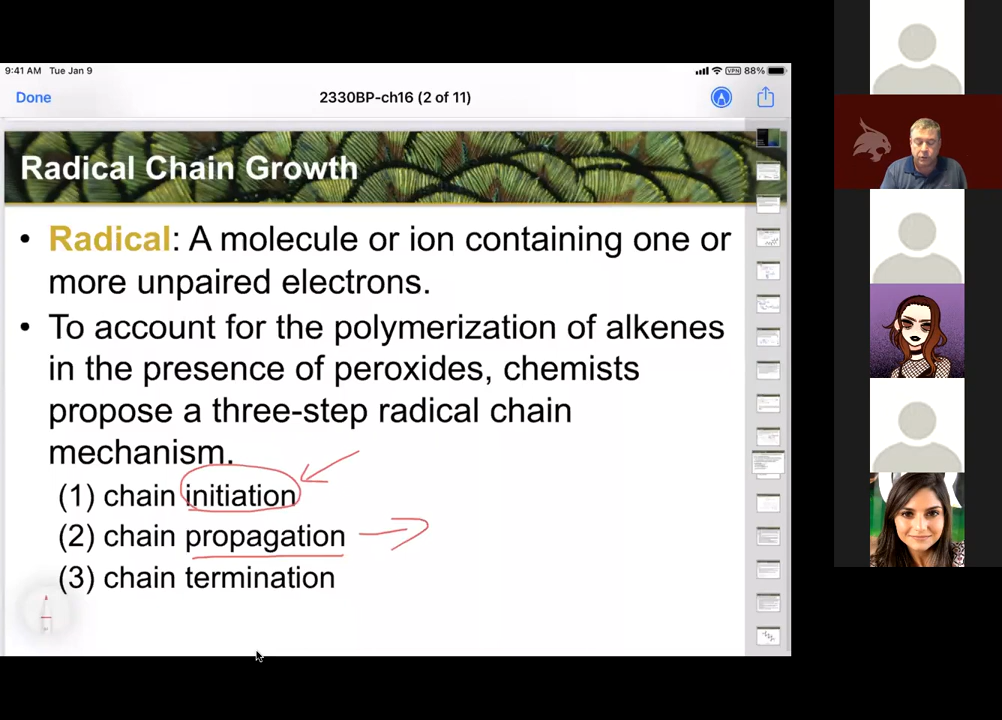 9:41 AM Tue Jan 9
VPN 88%
Done
2330BP-ch16 (2 of 11)
Radical Chain Growth
• Radical: A molecule or ion containing one or
more unpaired electrons.
• To account for the polymerization of alkenes
in the presence of peroxides, chemists
propose a three-step radical chain
mechanism.
(1) chain initiation
(2) chain propagation
(3) chain termination